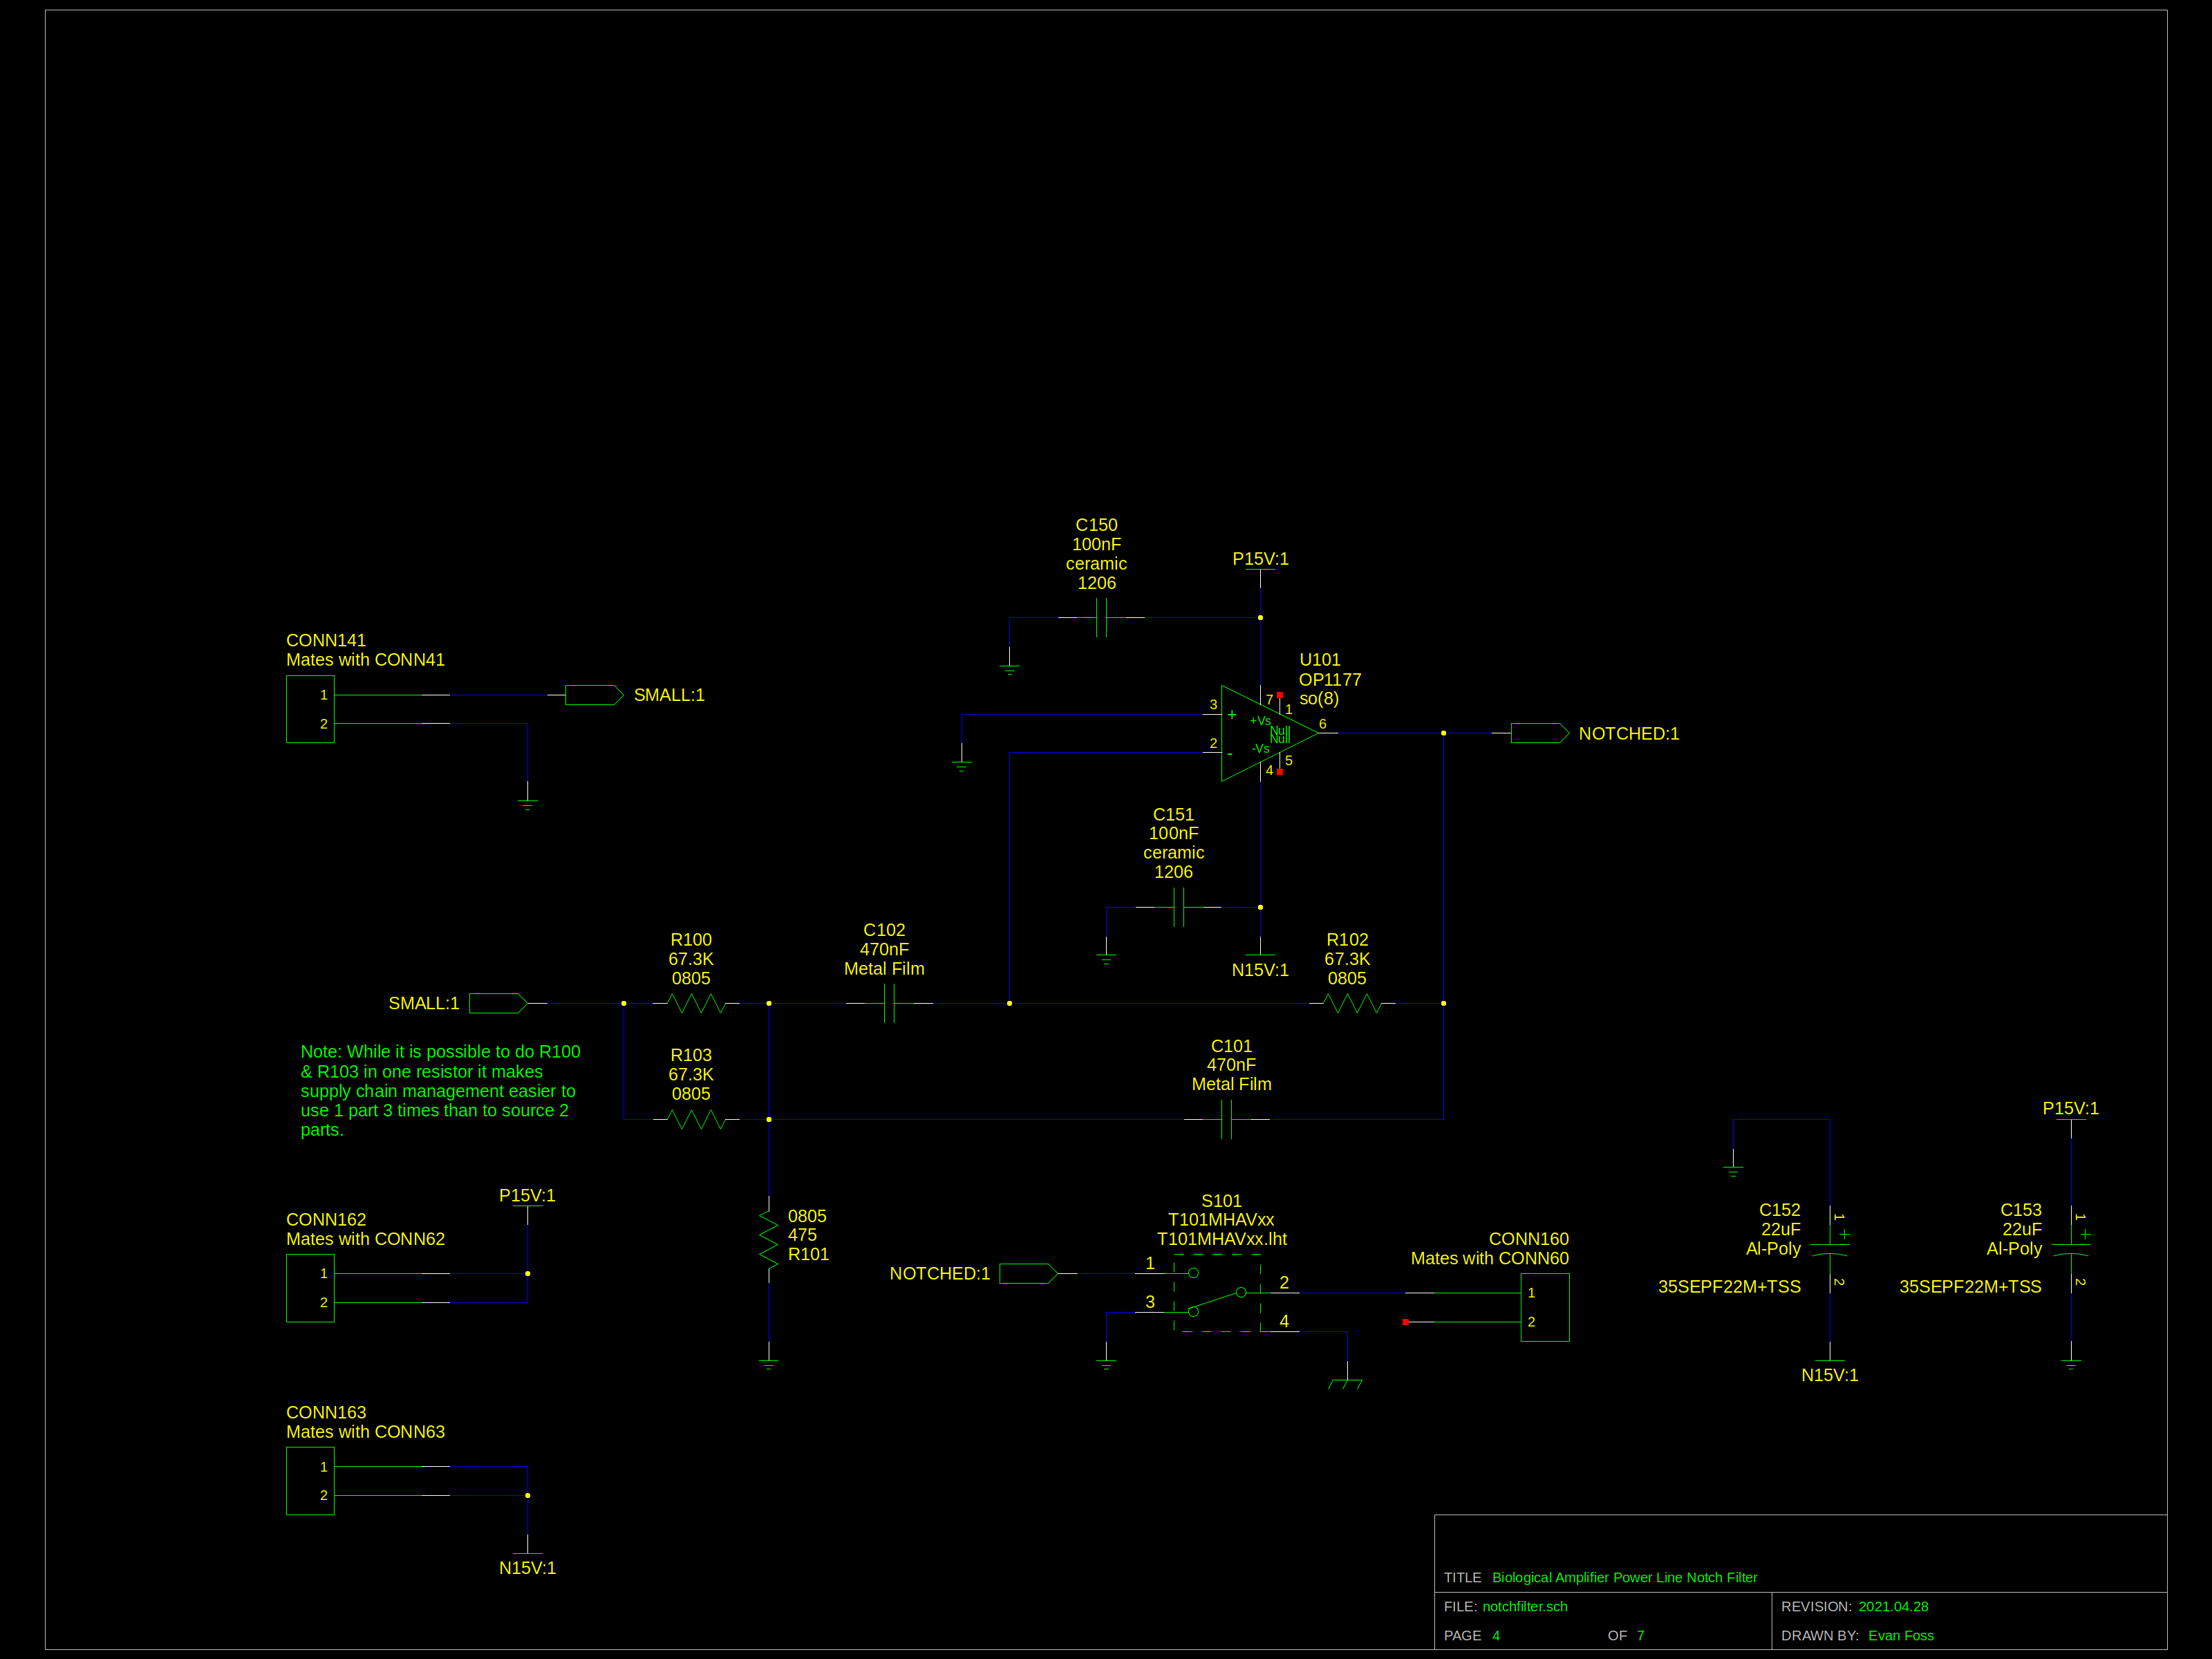 C150
100nF
ceramic
1206
P15V:1
CONN141
Mates with CONN41
1
2
SMALL:1
U101
OP1177
so(8)
3
2
+
-
7
1
+Vs
Null
Null
-Vs
4
5
6
NOTCHED:1
C151
100nF
ceramic
1206
N15V:1
R100
67.3K
0805
C102
470nF
Metal Film
R102
67.3K
0805
SMALL:1
Note: While it is possible to do R100
& R103 in one resistor it makes
supply chain management easier to
use 1 part 3 times than to source 2
parts.
R103
67.3K
0805
C101
470nF
Metal Film
P15V:1
CONN162
Mates with CONN62
1
2
0805
475
R101
S101
T101MHAVxx
T101MHAVxx.lht
NOTCHED:1
1
3
2
4
CONN160
Mates with CONN60
1
2
C152
22uF
Al-Poly
35SEPF22M+TSS
1
+
2
N15V:1
P15V:1
C153
22uF
Al-Poly
35SEPF22M+TSS
1
+
2
CONN163
Mates with CONN63
1
2
N15V:1
TITLE Biological Amplifier Power Line Notch Filter
FILE: notchfilter.sch
REVISION: 2021.04.28
PAGE 4 OF 7
DRAWN BY: Evan Foss